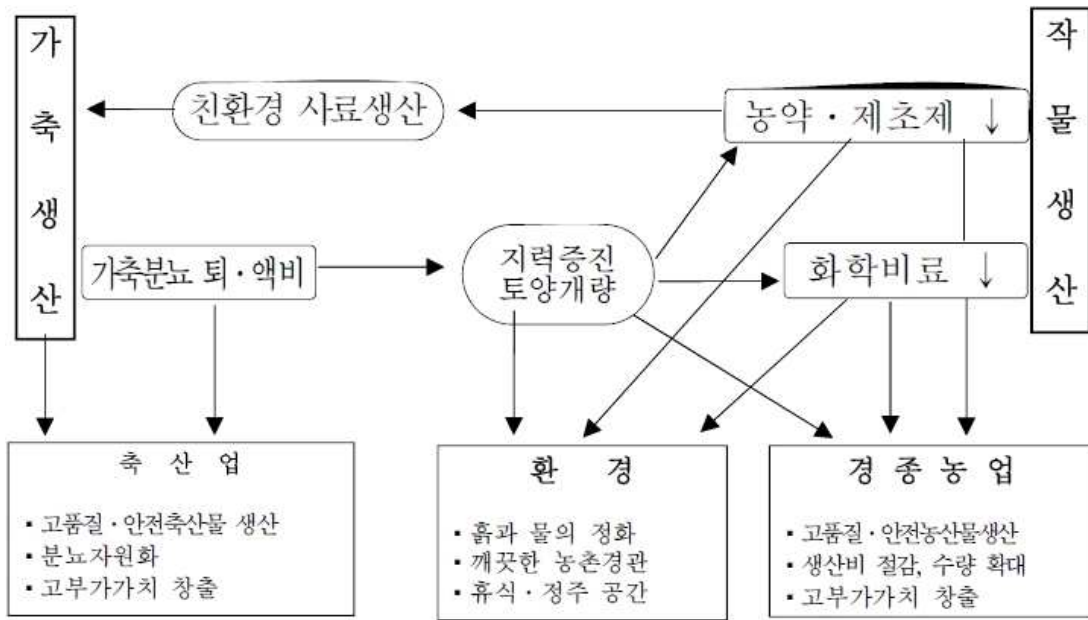 가축생산
작물생산
친환경 사료생산
농약·제초제 ↓
가축분뇨 퇴·액비
지력증진
토양개량
화학비료 ↓
축 산 업
▪ 고품질·안전축산물 생산
▪ 분뇨자원화
▪ 고부가가치 창출
환 경
▪ 흙과 물의 정화
▪ 깨끗한 농촌경관
▪ 휴식·정주 공간
경 종 농 업
▪ 고품질·안전농산물생산
▪ 생산비 절감, 수량 확대
▪ 고부가가치 창출